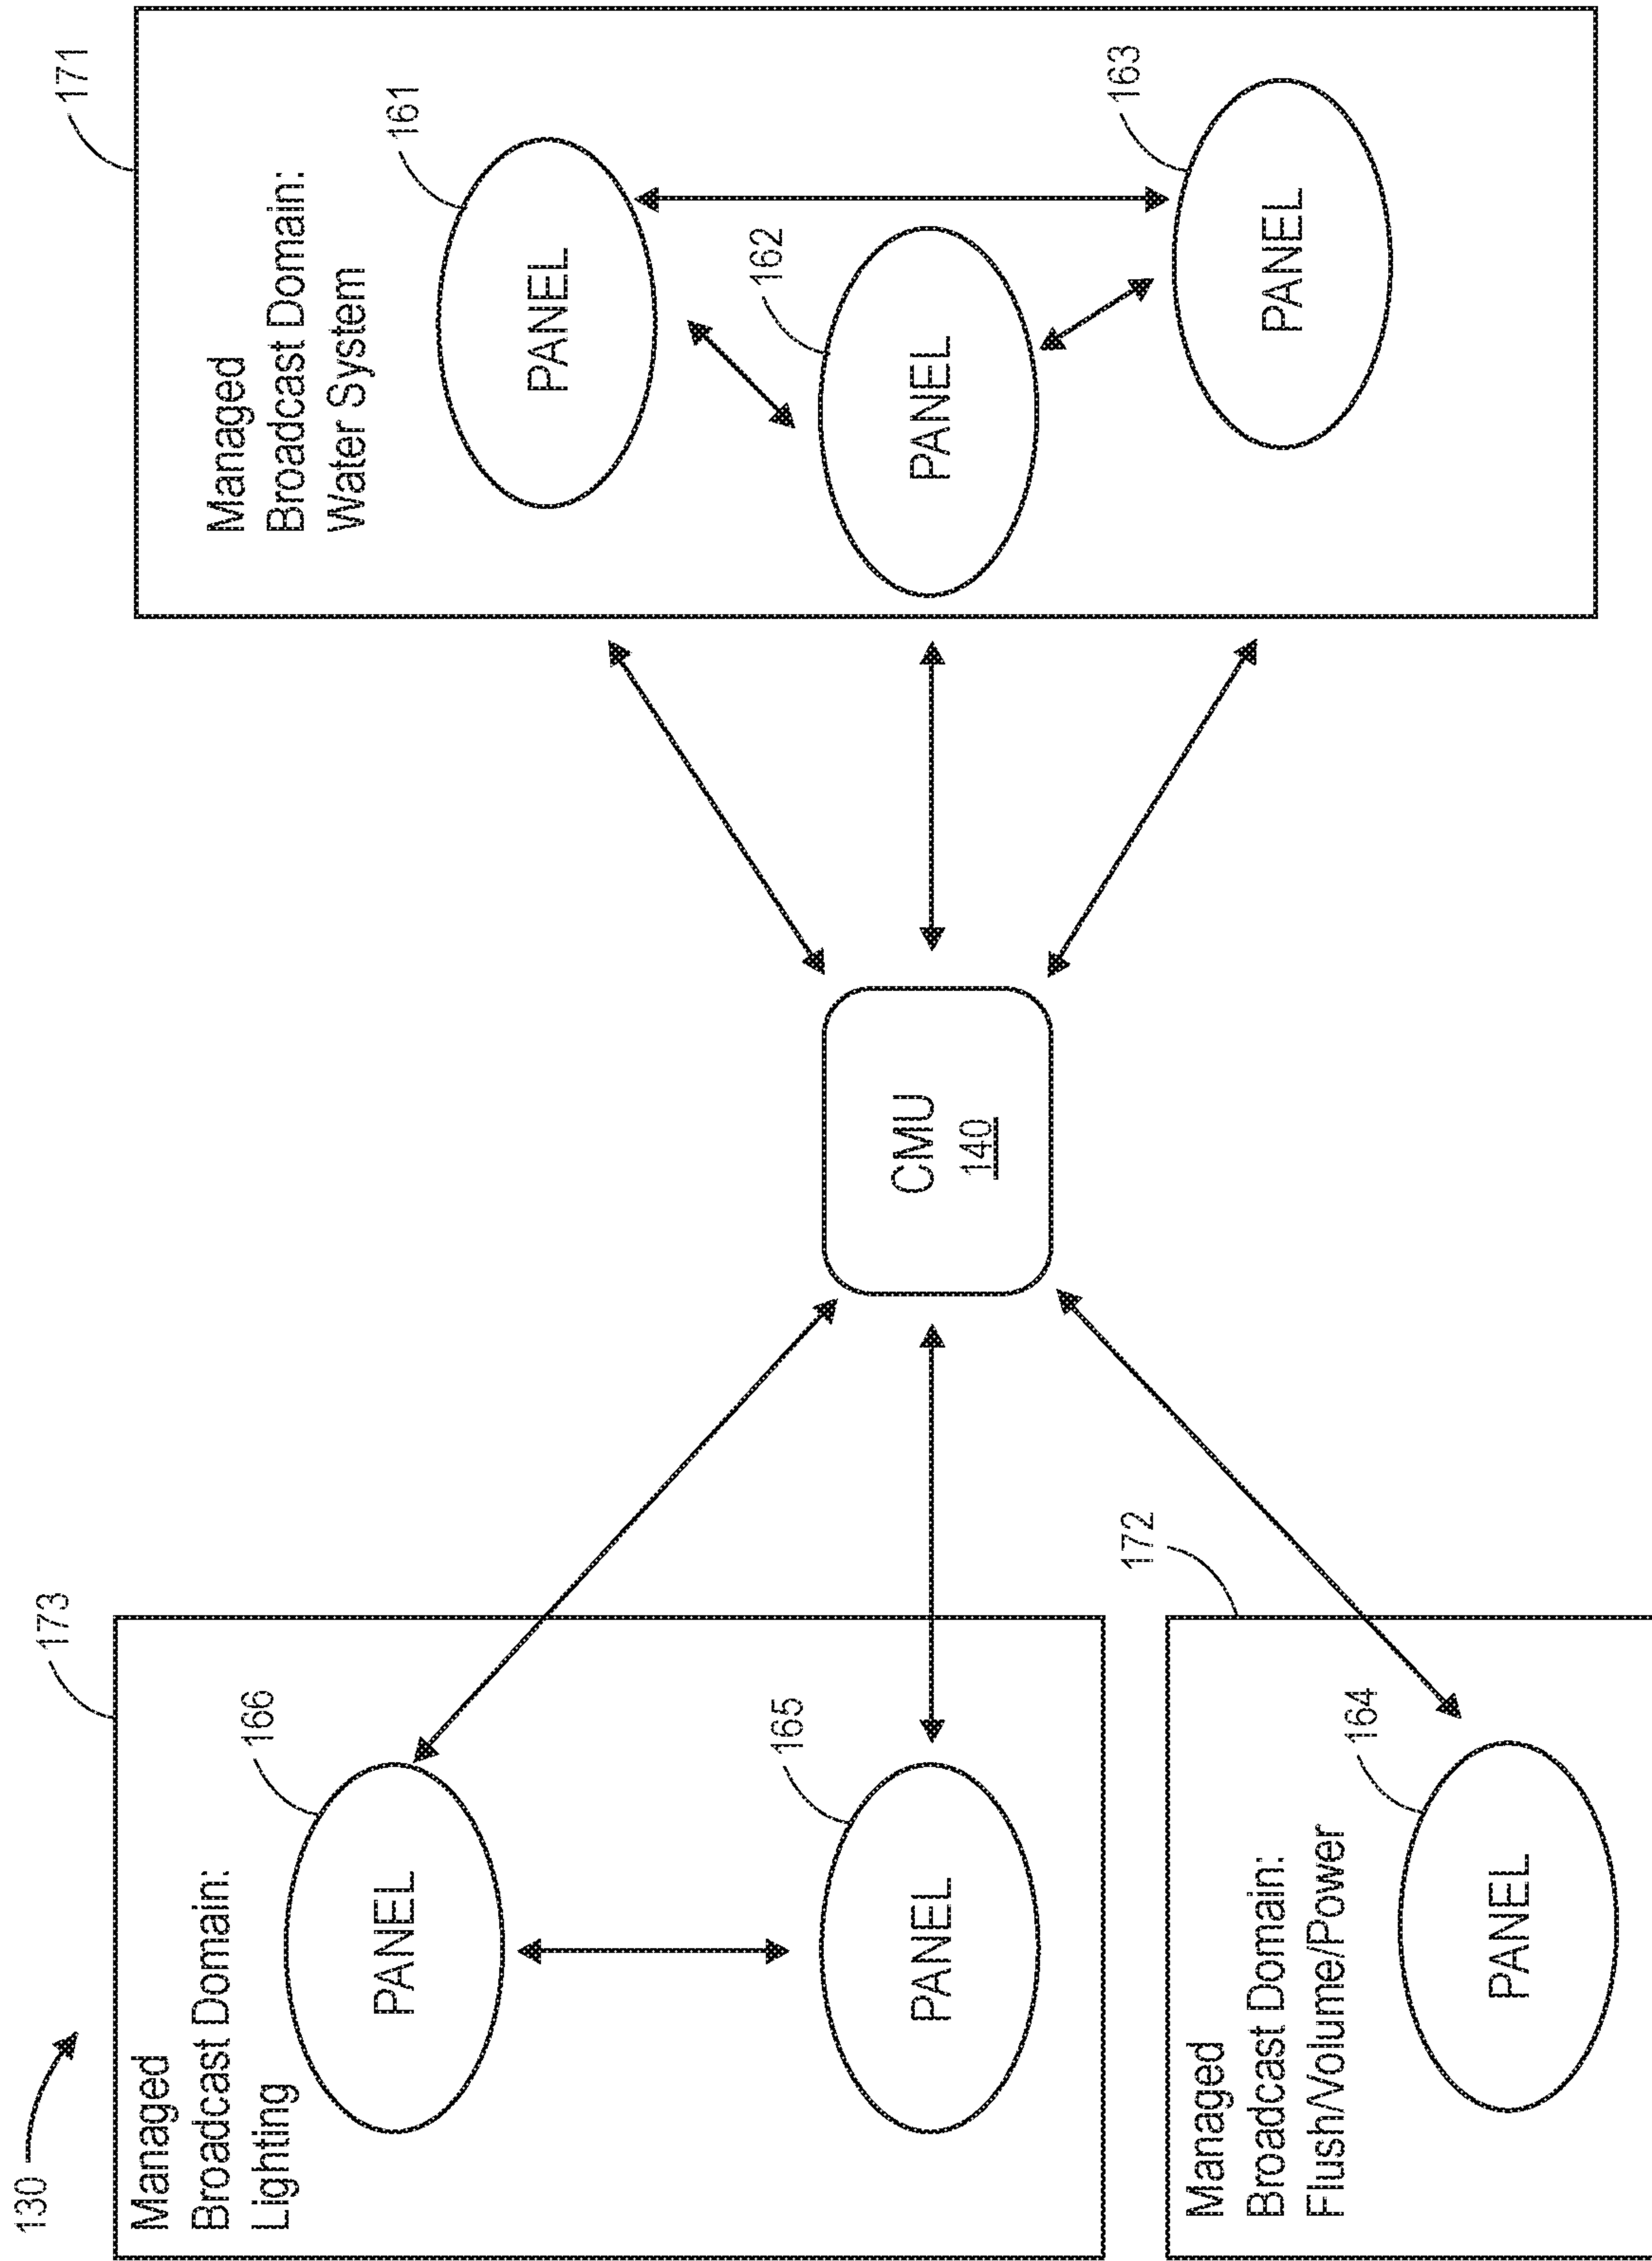 130
173
Managed
Broadcast Domain:
Lighting
166
PANEL
165
PANEL
172
Managed
Broadcast Domain:
Flush/Volume/Power
164
PANEL
CMU
140
171
Managed
Broadcast Domain:
Water System
161
PANEL
162
PANEL
163
PANEL